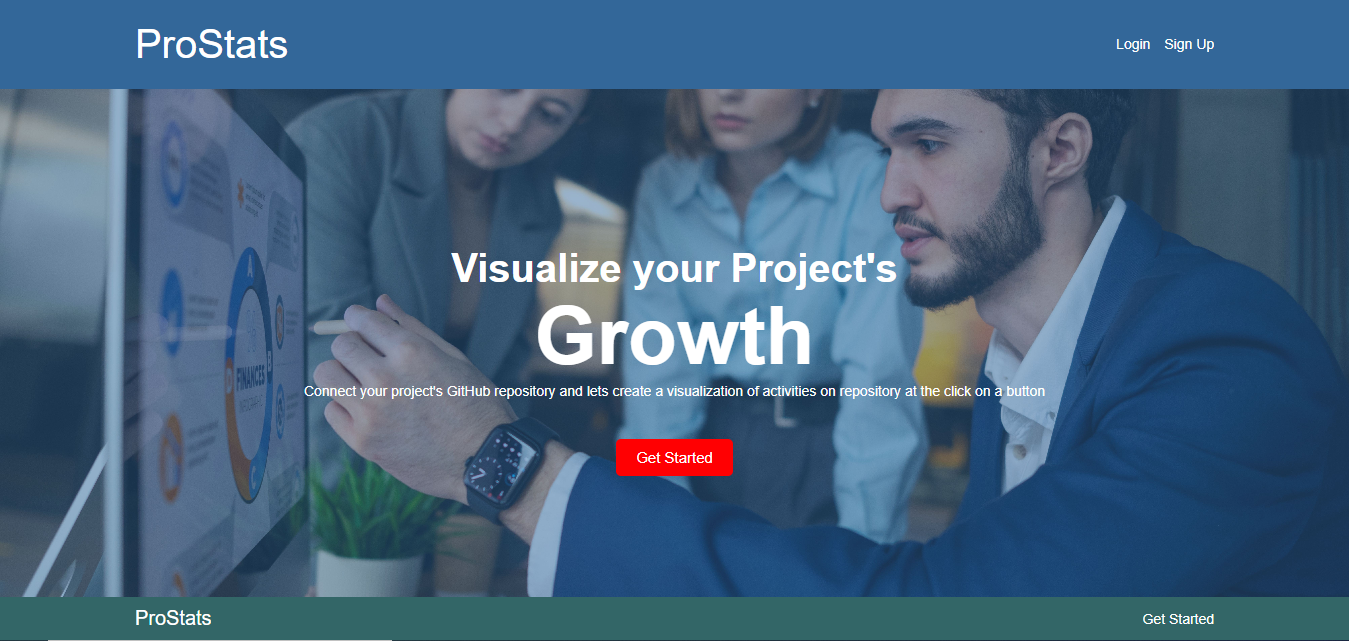 ProStats
Login Sign Up
Visualize your Project's
Growth
Connect your project's GitHub repository and lets create a visualization of activities on repository at the click on a button
Get Started
A
B
D
C
FINANCES
ProStats
Get Started